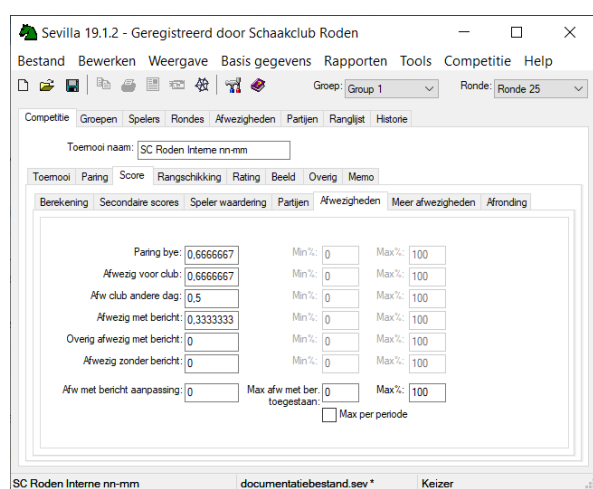 Sevilla 19.1.2 - Geregistreerd door Schaakclub Roden
Bestand Bewerken Weergave Basis gegevens Rapporten Tools Competitie Help
Groep: Group 1 Ronde: Ronde 25
Competitie Groepen Spelers Rondes Afwezigheden Partijen Ranglijst Historie
Toernooi naam: SC Roden Interne nn-mm
Toernooi Paring Score Rangschikking Rating Beeld Overig Memo
Berekening Secondaire scores Speler waardering Partijen Afwezigheden Meer afwezigheden Afronding
Paring bye: 0,6666667 Min%: 0 Max%: 100
Afwezig voor club: 0,6666667 Min%: 0 Max%: 100
Afw club andere dag: 0,5 Min%: 0 Max%: 100
Afwezig met bericht: 0,3333333 Min%: 0 Max%: 100
Overig afwezig met bericht: 0 Min%: 0 Max%: 100
Afwezig zonder bericht: 0 Min%: 0 Max%: 100
Afw met bericht aanpassing: 0 Max afw met ber. toegestaan: 0 Max%: 100
Max per periode
SC Roden Interne nn-mm documentatiebestand.sev * Keizer